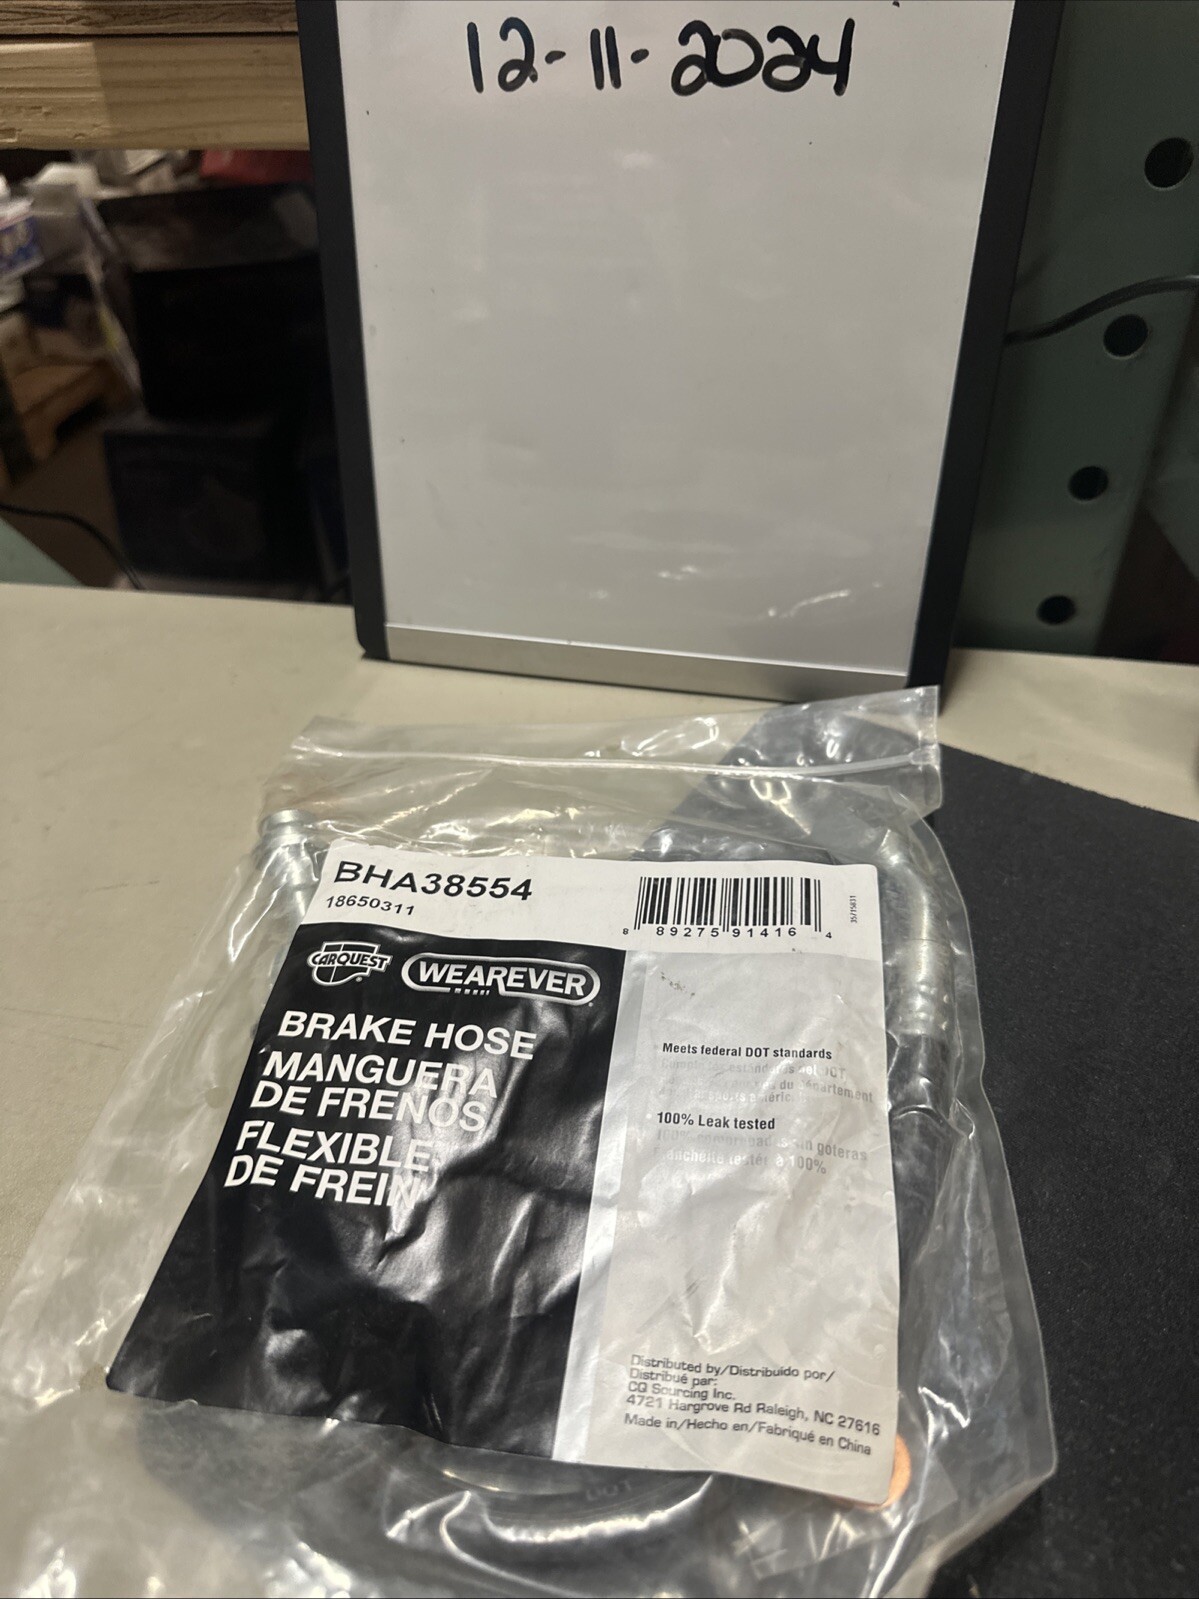 12-11-2024
BHA38554
18650311
8 89275 91416 4
35/15031
CARQUEST
WEAREVER
BRAKE HOSE
MANGUERA
DE FRENOS
FLEXIBLE
DE FREIN
Meets federal DOT standards
100% Leak tested
Distributed by/Distribuido por/
Distribué par:
CQ Sourcing Inc.
4721 Hargrove Rd Raleigh, NC 27616
Made in/Hecho en/Fabriqué en China